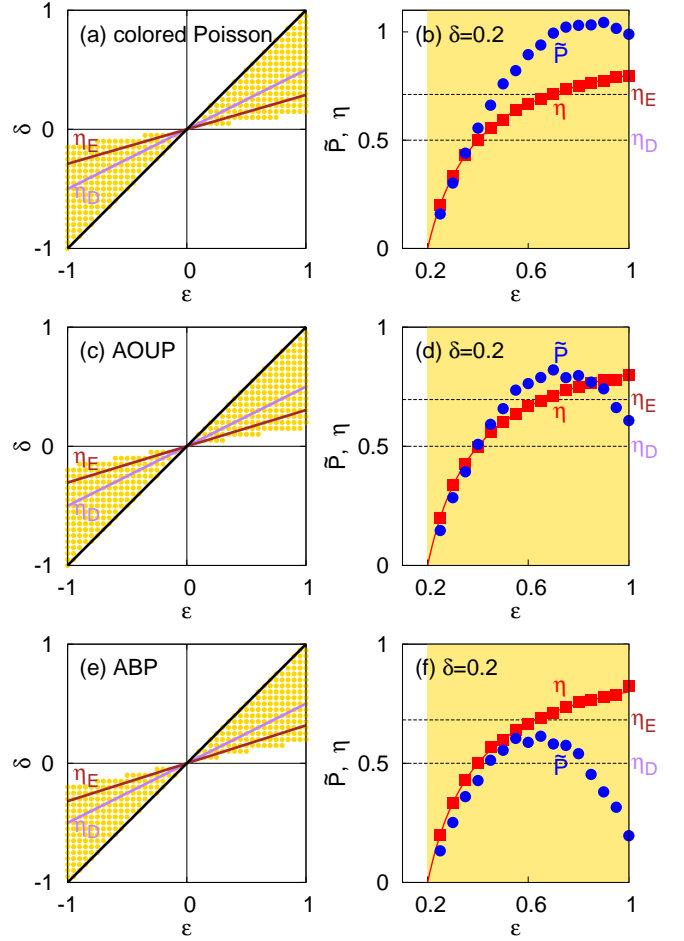 (a) colored Poisson
1
δ
0
-1
η_E
η_D
-1
0
1
ε
(b) δ=0.2
P̃
η
P̃, η
1
0.5
0
η_E
η_D
0.2
0.6
1
ε
(c) AOUP
1
δ
0
-1
η_E
η_D
-1
0
1
ε
(d) δ=0.2
P̃
η
P̃, η
1
0.5
0
η_E
η_D
0.2
0.6
1
ε
(e) ABP
1
δ
0
-1
η_E
η_D
-1
0
1
ε
(f) δ=0.2
η
P̃
P̃, η
1
0.5
0
η_E
η_D
0.2
0.6
1
ε